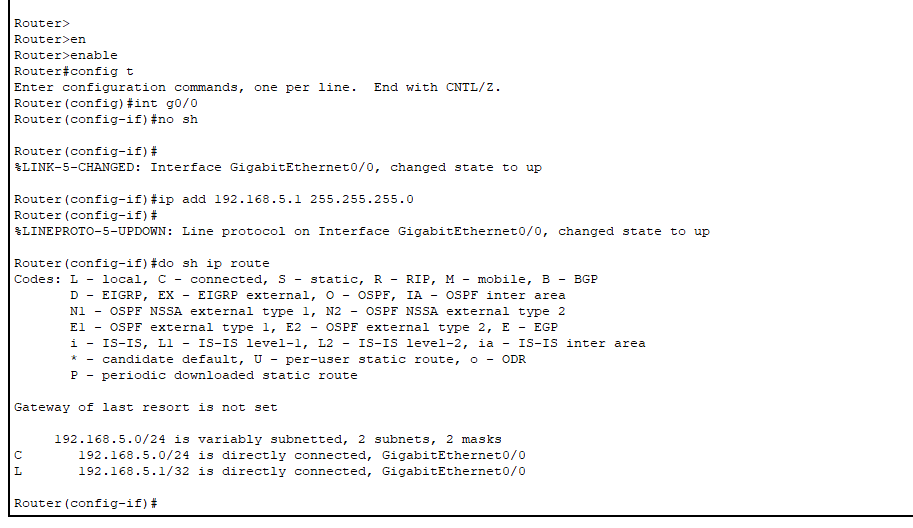 Router>
Router>en
Router>enable
Router#config t
Enter configuration commands, one per line.  End with CNTL/Z.
Router(config)#int g0/0
Router(config-if)#no sh

Router(config-if)#
%LINK-5-CHANGED: Interface GigabitEthernet0/0, changed state to up

Router(config-if)#ip add 192.168.5.1 255.255.255.0
Router(config-if)#
%LINEPROTO-5-UPDOWN: Line protocol on Interface GigabitEthernet0/0, changed state to up

Router(config-if)#do sh ip route
Codes: L - local, C - connected, S - static, R - RIP, M - mobile, B - BGP
       D - EIGRP, EX - EIGRP external, O - OSPF, IA - OSPF inter area
       N1 - OSPF NSSA external type 1, N2 - OSPF NSSA external type 2
       E1 - OSPF external type 1, E2 - OSPF external type 2, E - EGP
       i - IS-IS, L1 - IS-IS level-1, L2 - IS-IS level-2, ia - IS-IS inter area
       * - candidate default, U - per-user static route, o - ODR
       P - periodic downloaded static route

Gateway of last resort is not set

     192.168.5.0/24 is variably subnetted, 2 subnets, 2 masks
C       192.168.5.0/24 is directly connected, GigabitEthernet0/0
L       192.168.5.1/32 is directly connected, GigabitEthernet0/0

Router(config-if)#